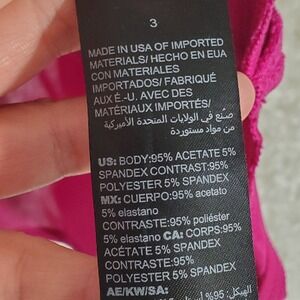 3
MADE IN USA OF IMPORTED
MATERIALS/ HECHO EN EUA
CON MATERIALES
IMPORTADOS/ FABRIQUÉ
AUX É.-U. AVEC DES
MATÉRIAUX IMPORTÉS/
صنع في الولايات المتحدة الأميركية
من مواد مستوردة
US: BODY:95% ACETATE 5%
SPANDEX CONTRAST:95%
POLYESTER 5% SPANDEX
MX: CUERPO:95% acetato
5% elastano
CONTRASTE:95% poliéster
5% elastano CA: CORPS:95%
ACÉTATE 5% SPANDEX
CONTRASTE:95%
POLYESTER 5% SPANDEX
AE/KW/SA:
الهيكل: 95%